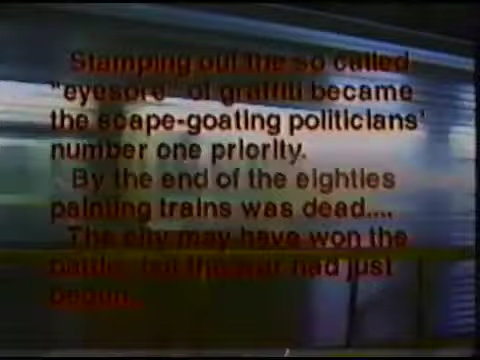 Stamping out the so called
"eyesore" of graffiti became
the scape-goating politicians'
number one priority.
By the end of the eighties
painting trains was dead....
The city may have won the
battle, but the war had just
begun..